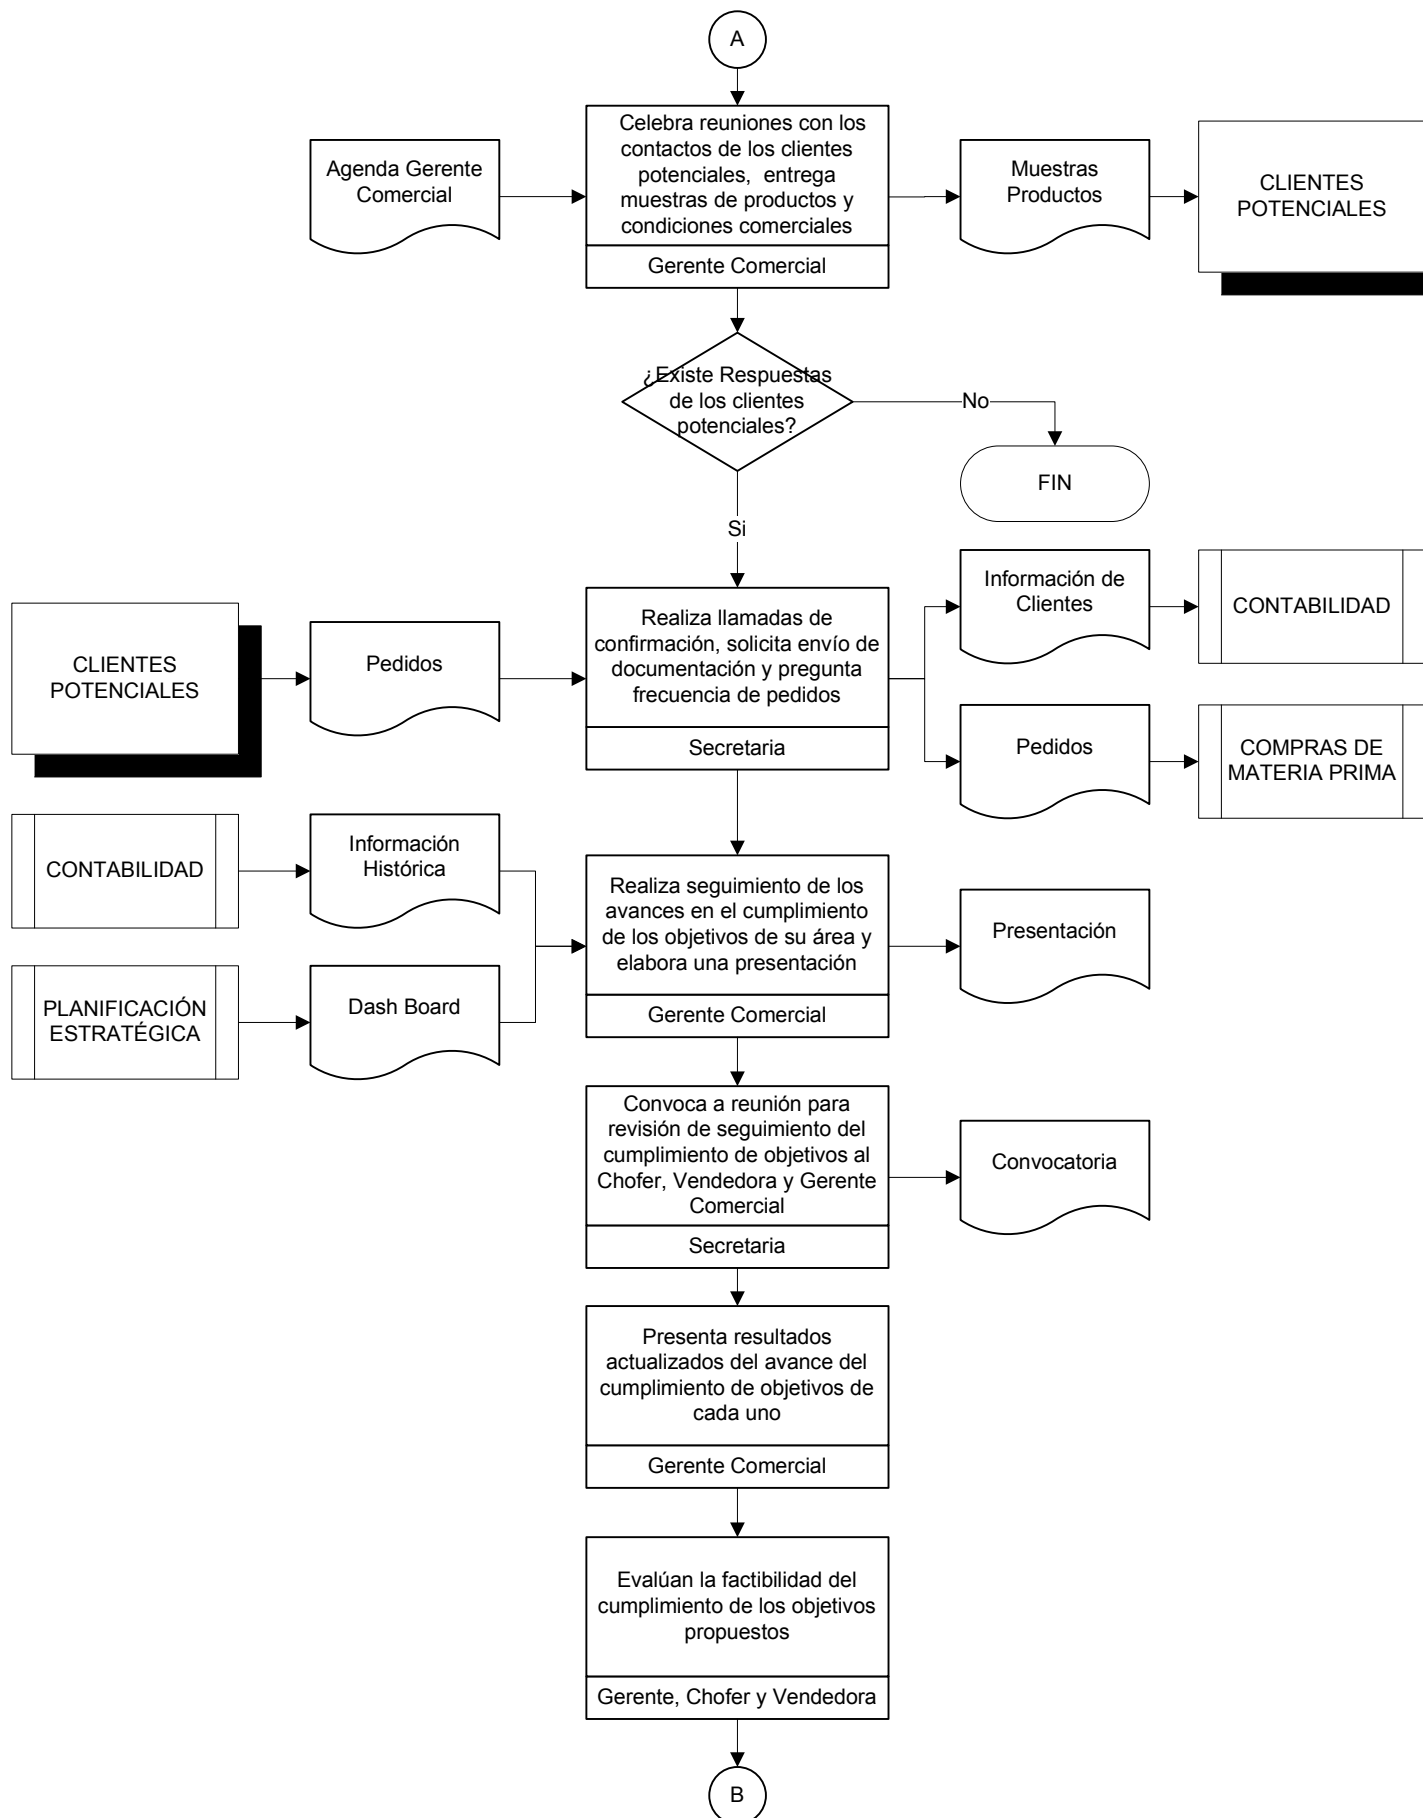 A
Agenda Gerente
Comercial
Celebra reuniones con los
contactos de los clientes
potenciales,  entrega
muestras de productos y
condiciones comerciales
Gerente Comercial
Muestras
Productos
CLIENTES
POTENCIALES
¿Existe Respuestas
de los clientes
potenciales?
No
FIN
Si
CLIENTES
POTENCIALES
Pedidos
Realiza llamadas de
confirmación, solicita envío de
documentación y pregunta
frecuencia de pedidos
Secretaria
Información de
Clientes
CONTABILIDAD
Pedidos
COMPRAS DE
MATERIA PRIMA
CONTABILIDAD
Información
Histórica
PLANIFICACIÓN
ESTRATÉGICA
Dash Board
Realiza seguimiento de los
avances en el cumplimiento
de los objetivos de su área y
elabora una presentación
Gerente Comercial
Presentación
Convoca a reunión para
revisión de seguimiento del
cumplimiento de objetivos al
Chofer, Vendedora y Gerente
Comercial
Secretaria
Convocatoria
Presenta resultados
actualizados del avance del
cumplimiento de objetivos de
cada uno
Gerente Comercial
Evalúan la factibilidad del
cumplimiento de los objetivos
propuestos
Gerente, Chofer y Vendedora
B